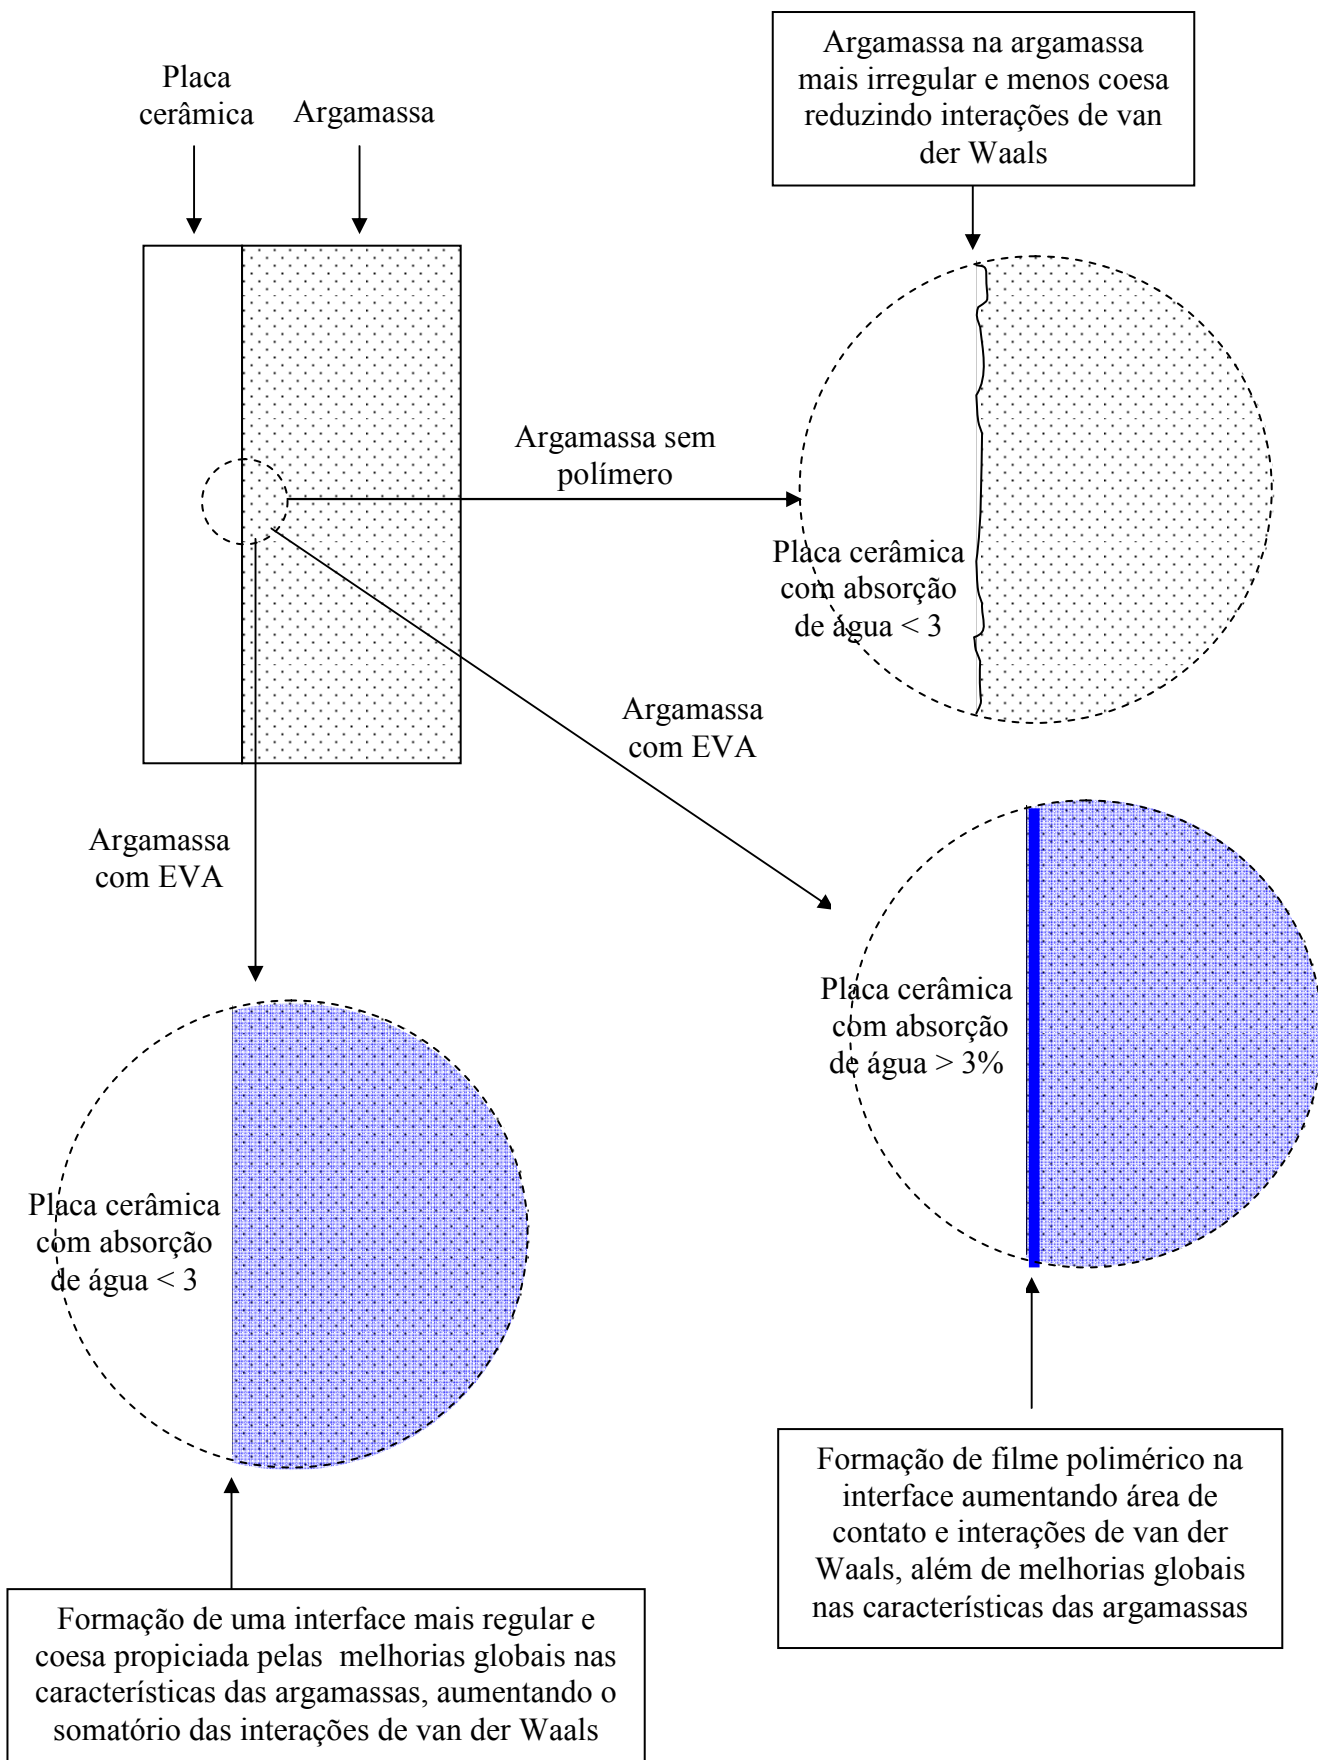 Argamassa na argamassa
mais irregular e menos coesa
reduzindo interações de van
der Waals
Placa
cerâmica
Argamassa
Argamassa sem
polímero
Placa cerâmica
com absorção
de água < 3
Argamassa
com EVA
Argamassa
com EVA
Placa cerâmica
com absorção
de água > 3%
Placa cerâmica
com absorção
de água < 3
Formação de filme polimérico na
interface aumentando área de
contato e interações de van der
Waals, além de melhorias globais
nas características das argamassas
Formação de uma interface mais regular e
coesa propiciada pelas melhorias globais nas
características das argamassas, aumentando o
somatório das interações de van der Waals